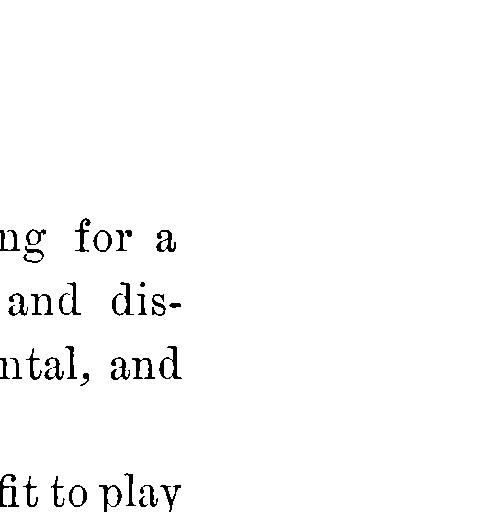 ng for a
and dis-
ntal, and
fit to play